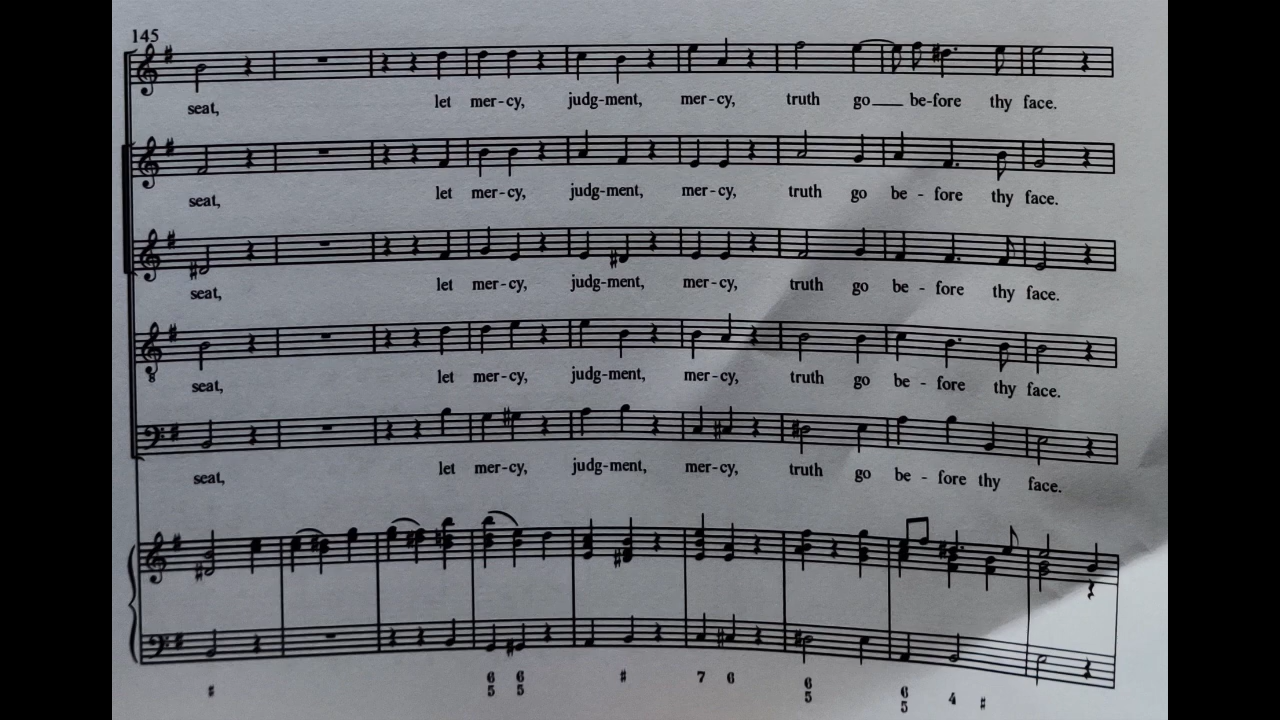 145
seat, let mer-cy, judg-ment, mer-cy, truth go be-fore thy face.
seat, let mer-cy, judg-ment, mer-cy, truth go be - fore thy face.
seat, let mer-cy, judg-ment, mer-cy, truth go be - fore thy face.
8
seat, let mer-cy, judg-ment, mer-cy, truth go be - fore thy face.
seat, let mer-cy, judg-ment, mer-cy, truth go be - fore thy face.
♯ 6 6 ♯ 7 6 6 6 4 ♯
5 5 5 5